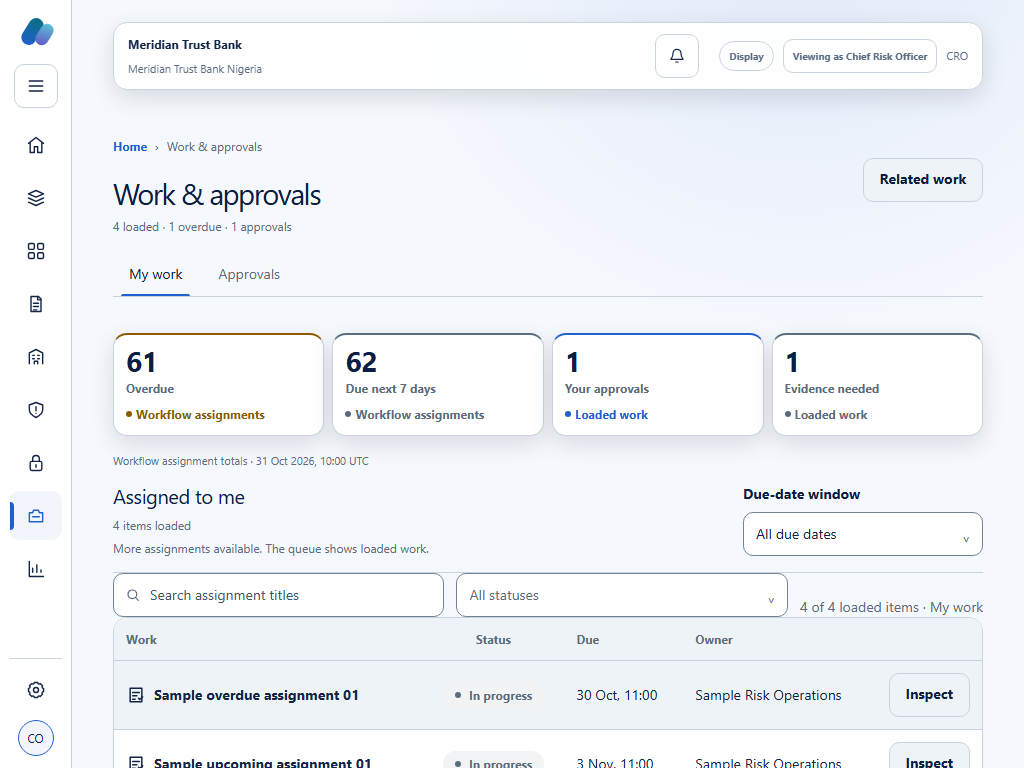 Meridian Trust Bank
Meridian Trust Bank Nigeria
Display
Viewing as Chief Risk Officer
CRO
Home › Work & approvals
Work & approvals
Related work
4 loaded · 1 overdue · 1 approvals
My work
Approvals
61
Overdue
Workflow assignments
62
Due next 7 days
Workflow assignments
1
Your approvals
Loaded work
1
Evidence needed
Loaded work
Workflow assignment totals · 31 Oct 2026, 10:00 UTC
Assigned to me
4 items loaded
More assignments available. The queue shows loaded work.
Due-date window
All due dates
Search assignment titles
All statuses
4 of 4 loaded items · My work
Work Status Due Owner
Sample overdue assignment 01 In progress 30 Oct, 11:00 Sample Risk Operations Inspect
Sample upcoming assignment 01 In progress 3 Nov, 11:00 Sample Risk Operations Inspect
CO